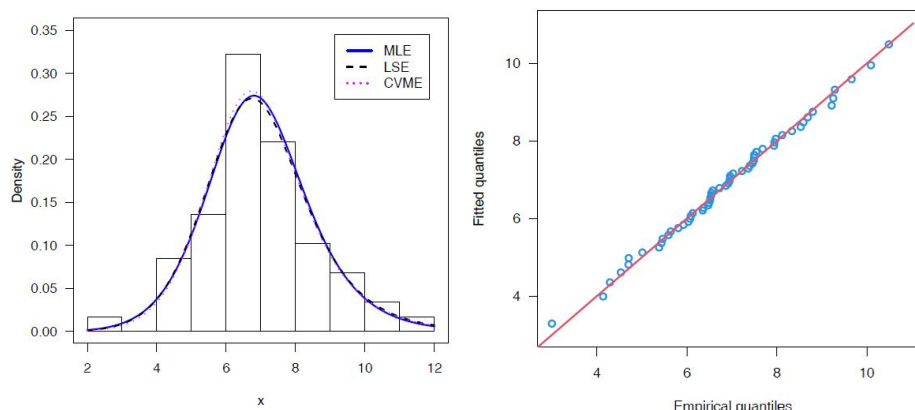 MLE
LSE
CVME
Density
0.35
0.30
0.25
0.20
0.15
0.10
0.05
0.00
2 4 6 8 10 12
x
Fitted quantiles
10
8
6
4
4 6 8 10
Empirical quantiles